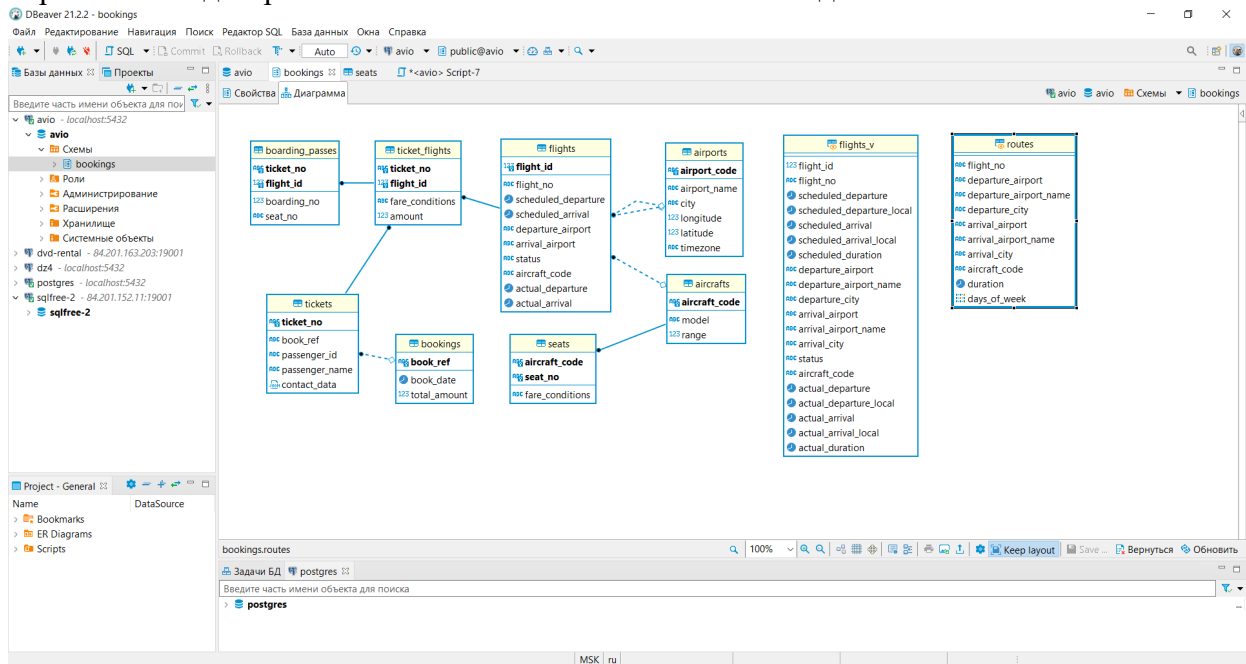 DBeaver 21.2.2 - bookings
Файл Редактирование Навигация Поиск Редактор SQL База данных Окна Справка
SQL Commit Rollback Auto avio public@avio
Базы данных Проекты
avio bookings seats *<avio> Script-7
Введите часть имени объекта для пои
Свойства Диаграмма
avio avio Схемы bookings
avio - localhost:5432
avio
Схемы
bookings
Роли
Администрирование
Расширения
Хранилище
Системные объекты
dvd-rental - 84.201.163.203:19001
dz4 - localhost:5432
postgres - localhost:5432
sqlfree-2 - 84.201.152.11:19001
sqlfree-2
boarding_passes
ticket_no
flight_id
boarding_no
seat_no
ticket_flights
ticket_no
flight_id
fare_conditions
amount
flights
flight_id
flight_no
scheduled_departure
scheduled_arrival
departure_airport
arrival_airport
status
aircraft_code
actual_departure
actual_arrival
airports
airport_code
airport_name
city
longitude
latitude
timezone
aircrafts
aircraft_code
model
range
tickets
ticket_no
book_ref
passenger_id
passenger_name
contact_data
bookings
book_ref
book_date
total_amount
seats
aircraft_code
seat_no
fare_conditions
flights_v
123 flight_id
ABC flight_no
scheduled_departure
scheduled_departure_local
scheduled_arrival
scheduled_arrival_local
scheduled_duration
departure_airport
departure_airport_name
departure_city
arrival_airport
arrival_airport_name
arrival_city
status
aircraft_code
actual_departure
actual_departure_local
actual_arrival
actual_arrival_local
actual_duration
routes
flight_no
departure_airport
departure_airport_name
departure_city
arrival_airport
arrival_airport_name
arrival_city
aircraft_code
duration
days_of_week
Project - General
Name DataSource
Bookmarks
ER Diagrams
Scripts
bookings.routes
100% Keep layout Save ... Вернуться Обновить
Задачи БД postgres
Введите часть имени объекта для поиска
postgres
MSK ru